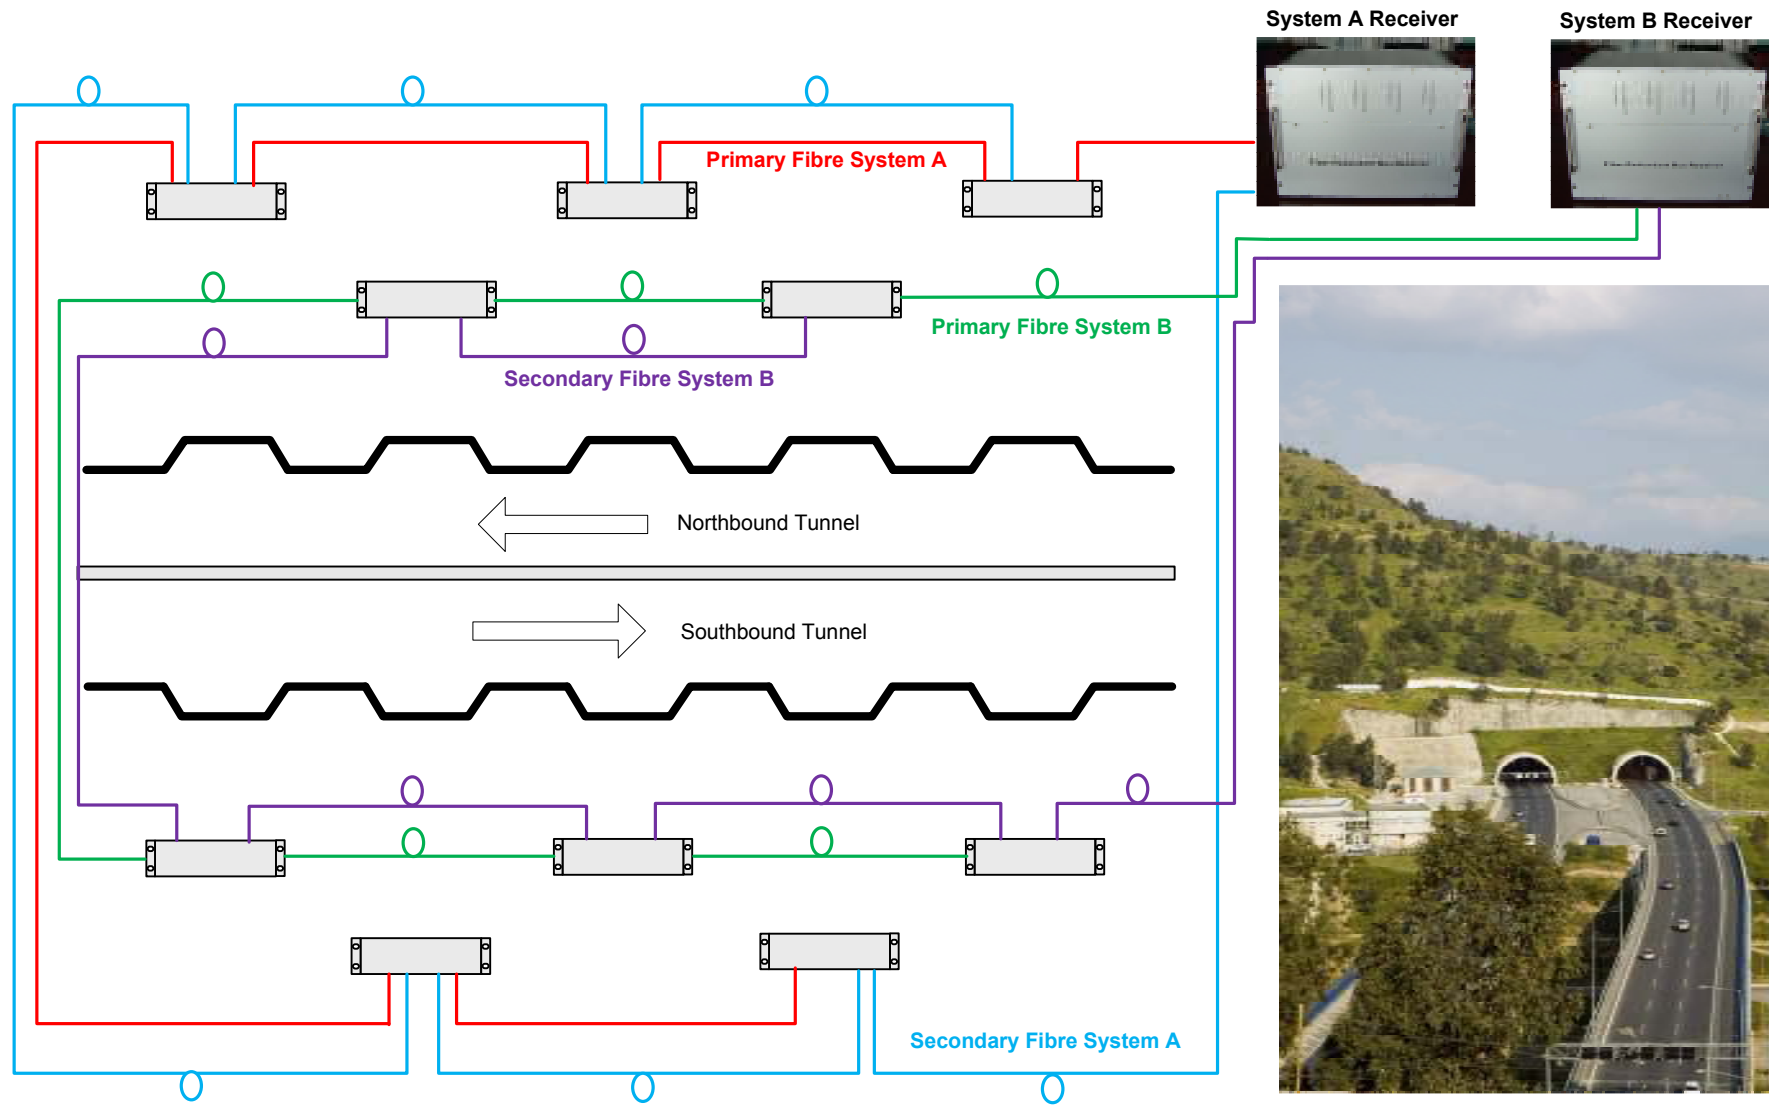 System A Receiver
System B Receiver
Primary Fibre System A
Primary Fibre System B
Secondary Fibre System B
Northbound Tunnel
Southbound Tunnel
Secondary Fibre System A